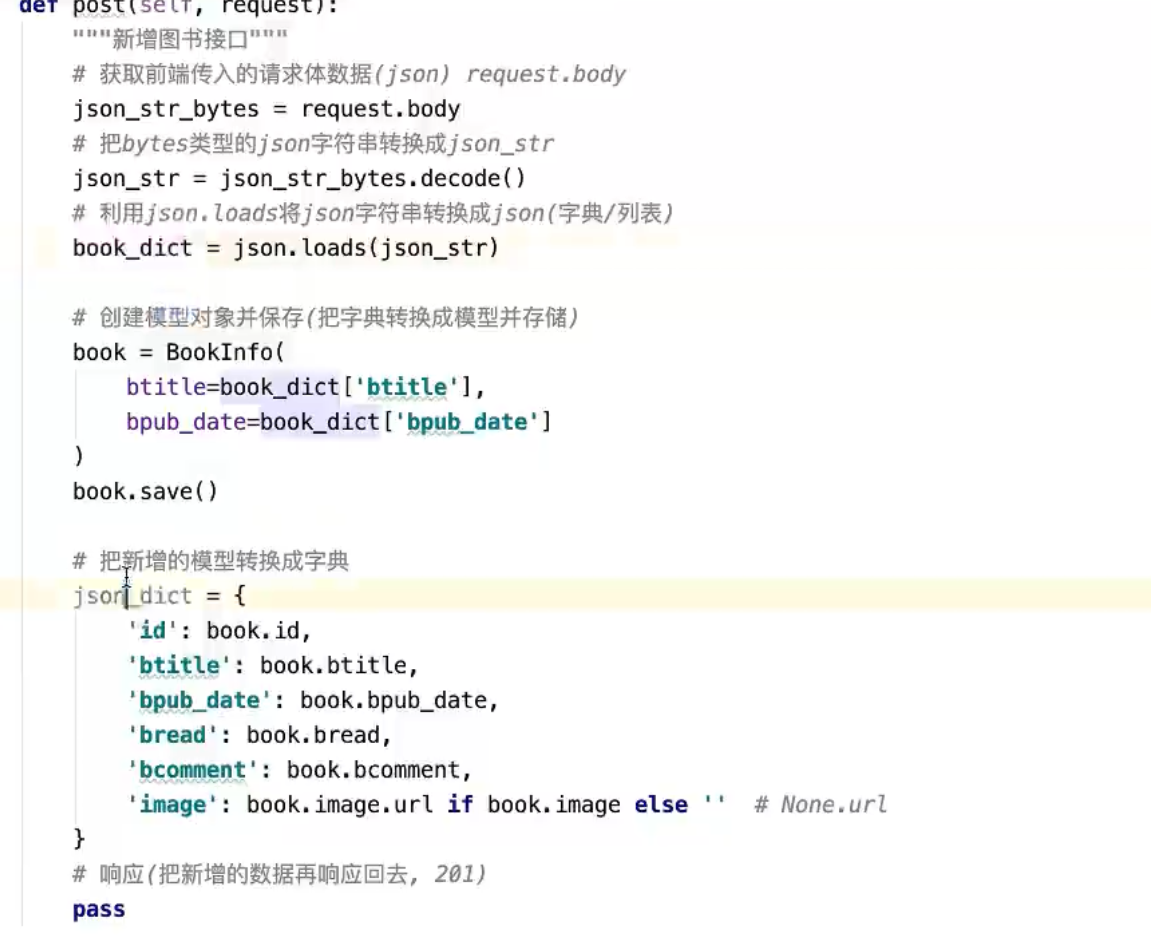 def post(self, request):
"""新增图书接口"""
# 获取前端传入的请求体数据(json) request.body
json_str_bytes = request.body
# 把bytes类型的json字符串转换成json_str
json_str = json_str_bytes.decode()
# 利用json.loads将json字符串转换成json(字典/列表)
book_dict = json.loads(json_str)
# 创建模型对象并保存(把字典转换成模型并存储)
book = BookInfo(
btitle=book_dict['btitle'],
bpub_date=book_dict['bpub_date']
)
book.save()
# 把新增的模型转换成字典
json_dict = {
'id': book.id,
'btitle': book.btitle,
'bpub_date': book.bpub_date,
'bread': book.bread,
'bcomment': book.bcomment,
'image': book.image.url if book.image else '' # None.url
}
# 响应(把新增的数据再响应回去, 201)
pass